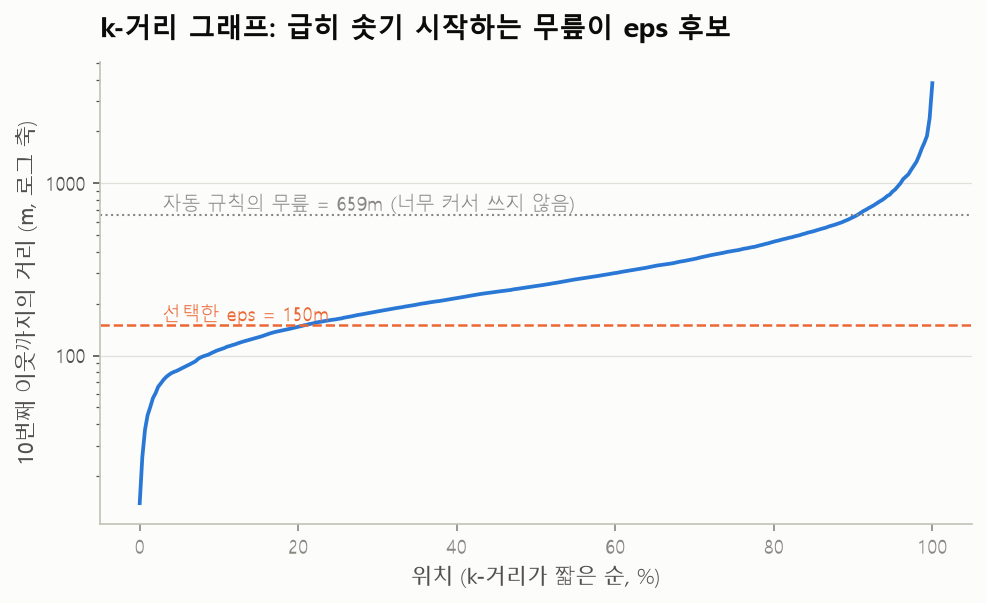 k-거리 그래프: 급히 솟기 시작하는 무릎이 eps 후보
10번째 이웃까지의 거리 (m, 로그 축)
1000
자동 규칙의 무릎 = 659m (너무 커서 쓰지 않음)
선택한 eps = 150m
100
0 20 40 60 80 100
위치 (k-거리가 짧은 순, %)